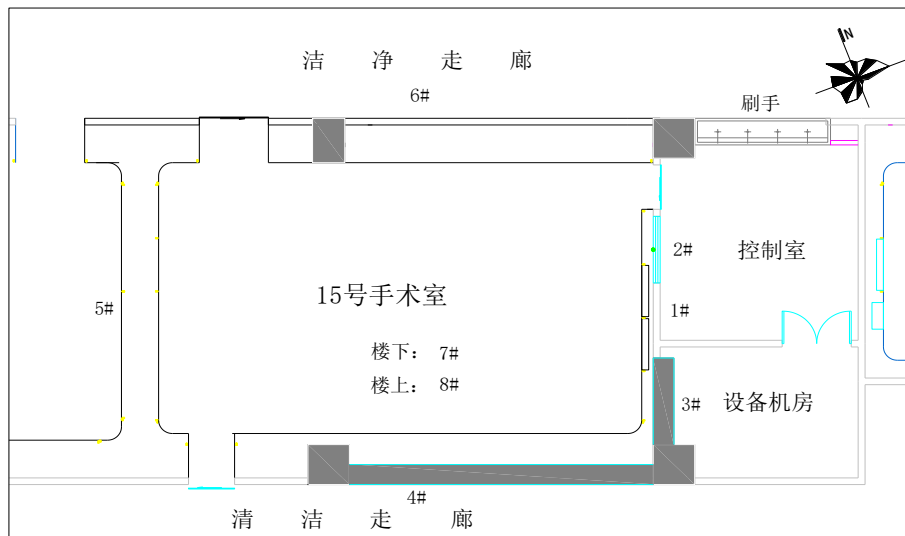 洁净走廊
6#
N
刷手
2#
控制室
15号手术室
5#
1#
楼下: 7#
楼上: 8#
3#
设备机房
4#
清洁走廊